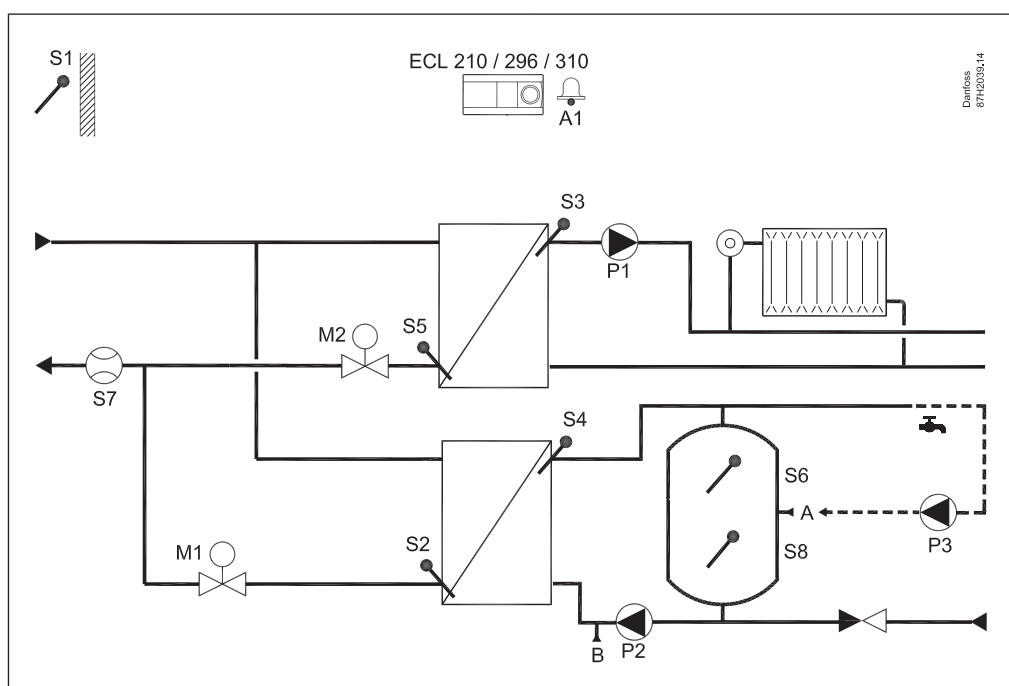 S1
ECL 210 / 296 / 310
A1
Danfoss
87H2039.14
S3
P1
M2
S5
S7
S4
S6
A
S8
P3
M1
S2
B
P2